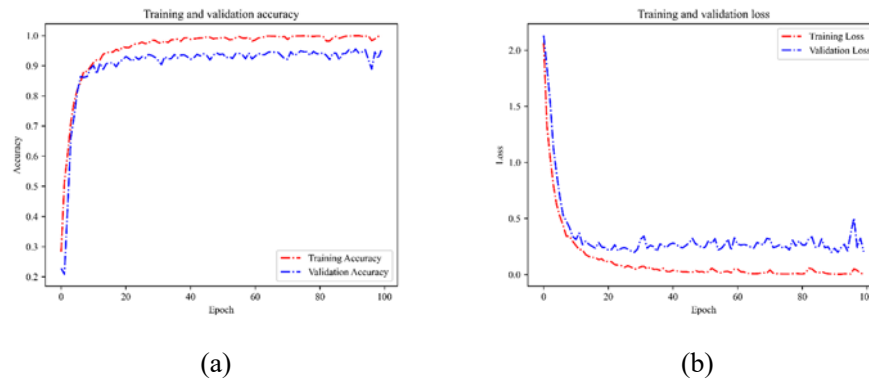 Training and validation accuracy
1.0
0.9
0.8
0.7
0.6
0.5
0.4
0.3
0.2
Accuracy
Training Accuracy
Validation Accuracy
0 20 40 60 80 100
Epoch
(a)
Training and validation loss
2.0
1.5
1.0
0.5
0.0
Loss
Training Loss
Validation Loss
0 20 40 60 80 100
Epoch
(b)